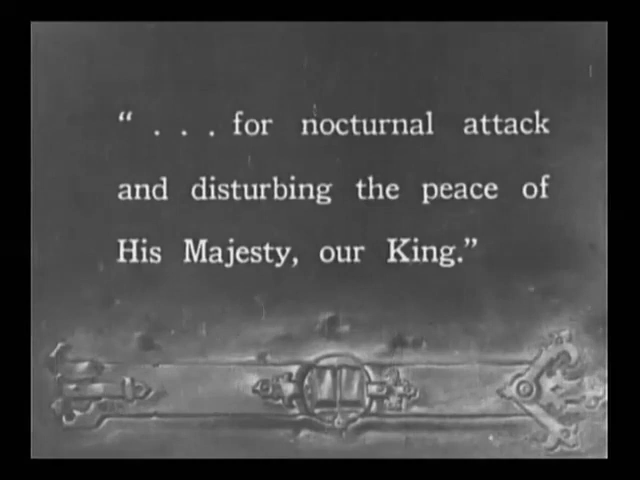 “ . . . for nocturnal attack
and disturbing the peace of
His Majesty, our King.”